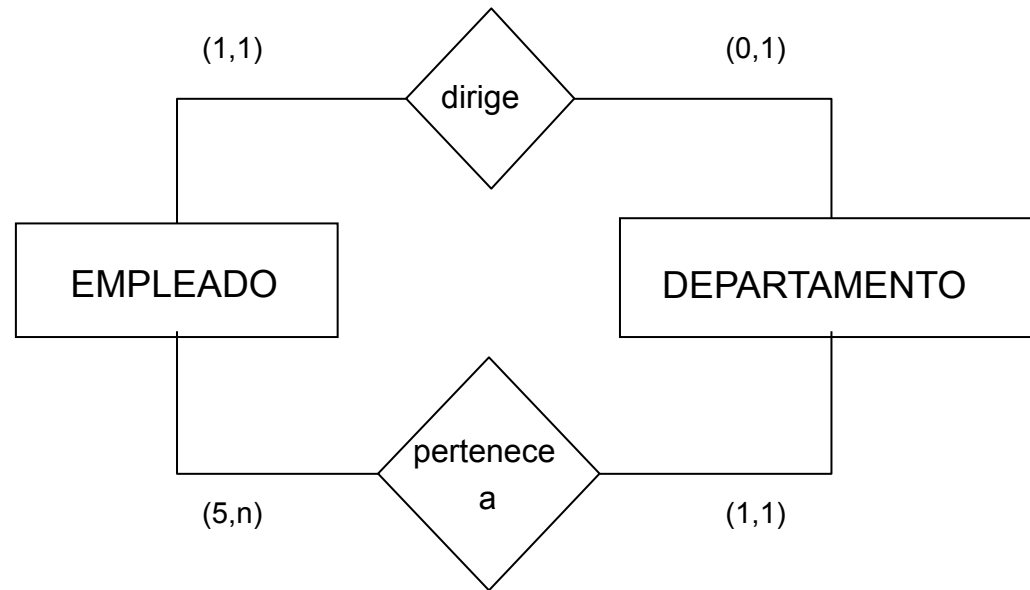 (1,1)
(0,1)
dirige
EMPLEADO
DEPARTAMENTO
pertenece
a
(5,n)
(1,1)